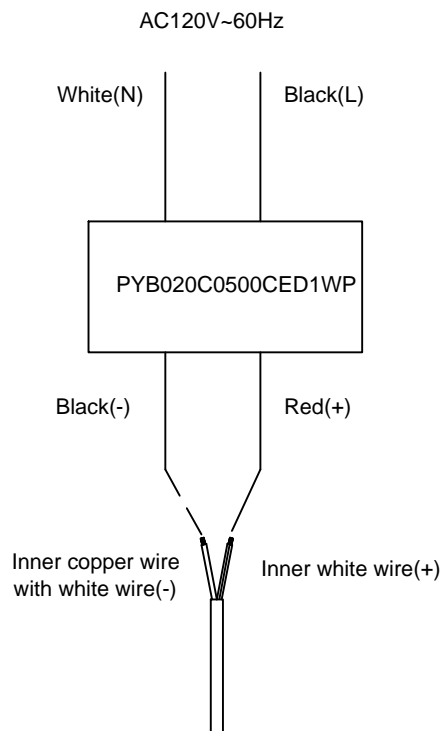 AC120V~60Hz
White(N)
Black(L)
PYB020C0500CED1WP
Black(-)
Red(+)
Inner copper wire
with white wire(-)
Inner white wire(+)